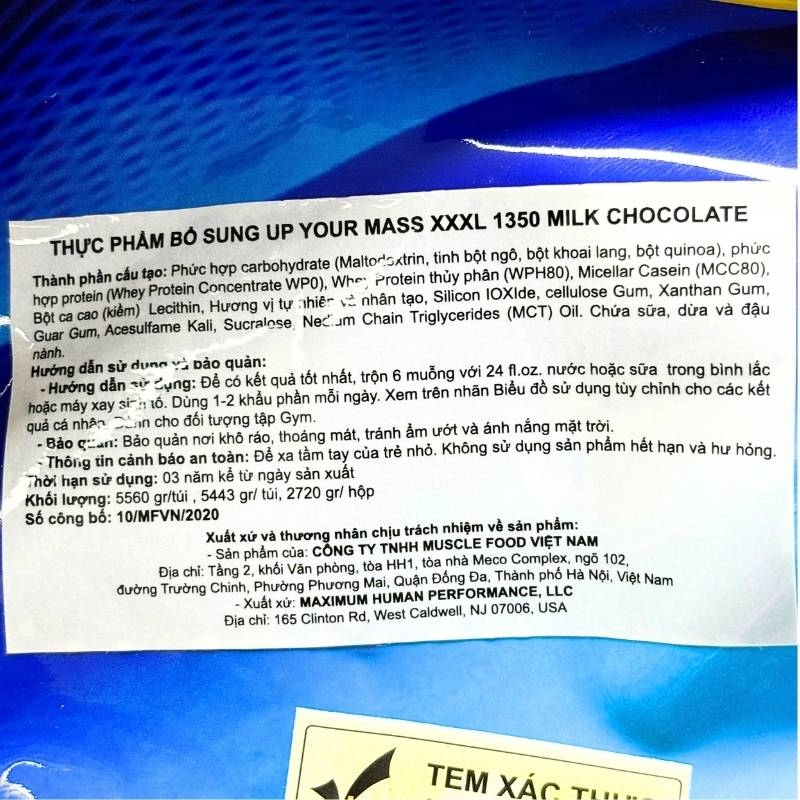 THỰC PHẨM BỔ SUNG UP YOUR MASS XXXL 1350 MILK CHOCOLATE
Thành phần cấu tạo: Phức hợp carbohydrate (Maltodextrin, tinh bột ngô, bột khoai lang, bột quinoa), phức
hợp protein (Whey Protein Concentrate WP0), Whey Protein thủy phân (WPH80), Micellar Casein (MCC80),
Bột ca cao (kiềm) Lecithin, Hương vị tự nhiên và nhân tạo, Silicon IOXIde, cellulose Gum, Xanthan Gum,
Guar Gum, Acesulfame Kali, Sucralose, Nedium Chain Triglycerides (MCT) Oil. Chứa sữa, dừa và đậu
nành.
Hướng dẫn sử dụng và bảo quản:
- Hướng dẫn sử dụng: Để có kết quả tốt nhất, trộn 6 muỗng với 24 fl.oz. nước hoặc sữa trong bình lắc
hoặc máy xay sinh tố. Dùng 1-2 khẩu phần mỗi ngày. Xem trên nhãn Biểu đồ sử dụng tùy chỉnh cho các kết
quả cá nhân. Dành cho đối tượng tập Gym.
- Bảo quản: Bảo quản nơi khô ráo, thoáng mát, tránh ẩm ướt và ánh nắng mặt trời.
- Thông tin cảnh báo an toàn: Để xa tầm tay của trẻ nhỏ. Không sử dụng sản phẩm hết hạn và hư hỏng.
Thời hạn sử dụng: 03 năm kể từ ngày sản xuất
Khối lượng: 5560 gr/túi , 5443 gr/ túi, 2720 gr/ hộp
Số công bố: 10/MFVN/2020
Xuất xứ và thương nhân chịu trách nhiệm về sản phẩm:
- Sản phẩm của: CÔNG TY TNHH MUSCLE FOOD VIỆT NAM
Địa chỉ: Tầng 2, khối Văn phòng, tòa HH1, tòa nhà Meco Complex, ngõ 102,
đường Trường Chinh, Phường Phương Mai, Quận Đống Đa, Thành phố Hà Nội, Việt Nam
- Xuất xứ: MAXIMUM HUMAN PERFORMANCE, LLC
Địa chỉ: 165 Clinton Rd, West Caldwell, NJ 07006, USA
TEM XÁC THỰC